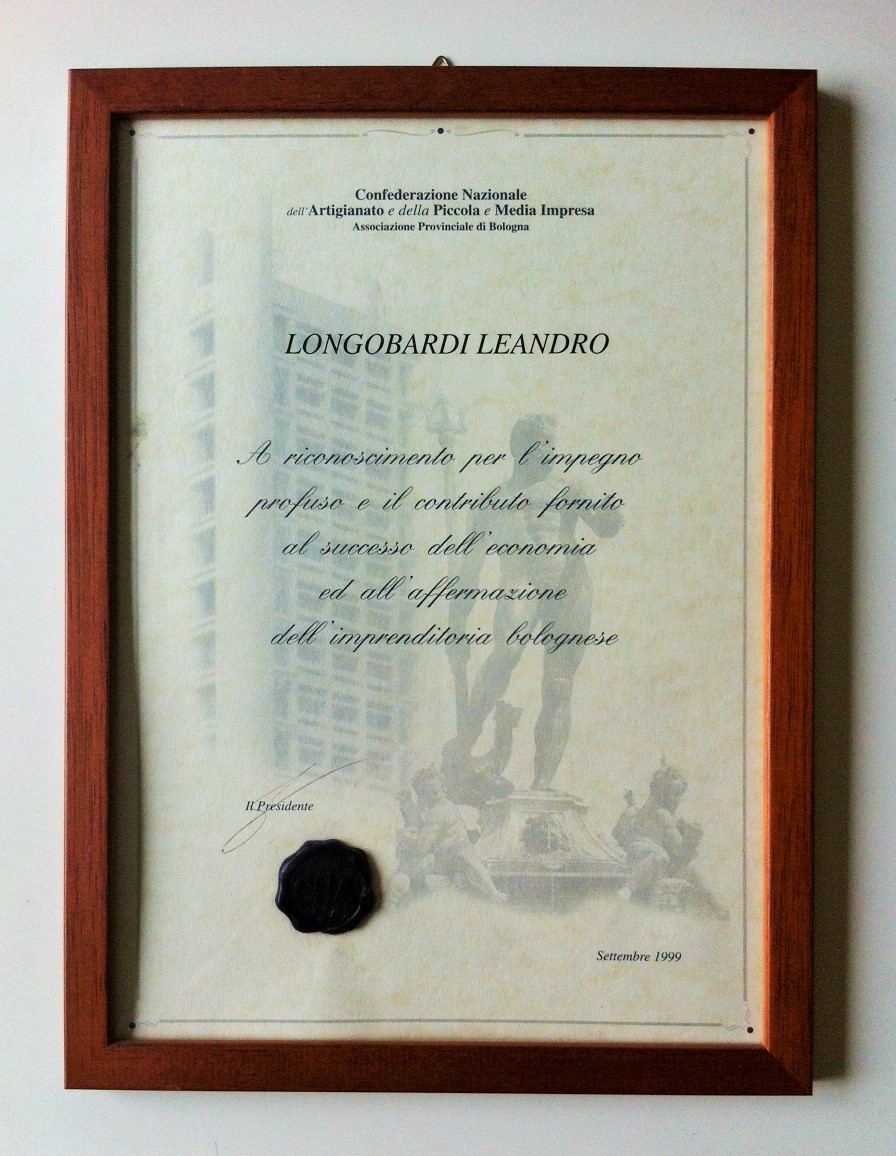 Confederazione Nazionale
dell'Artigianato e della Piccola e Media Impresa
Associazione Provinciale di Bologna
LONGOBARDI LEANDRO
A riconoscimento per l'impegno
profuso e il contributo fornito
al successo dell'economia
ed all'affermazione
dell'imprenditoria bolognese
Il Presidente
CNA
Settembre 1999